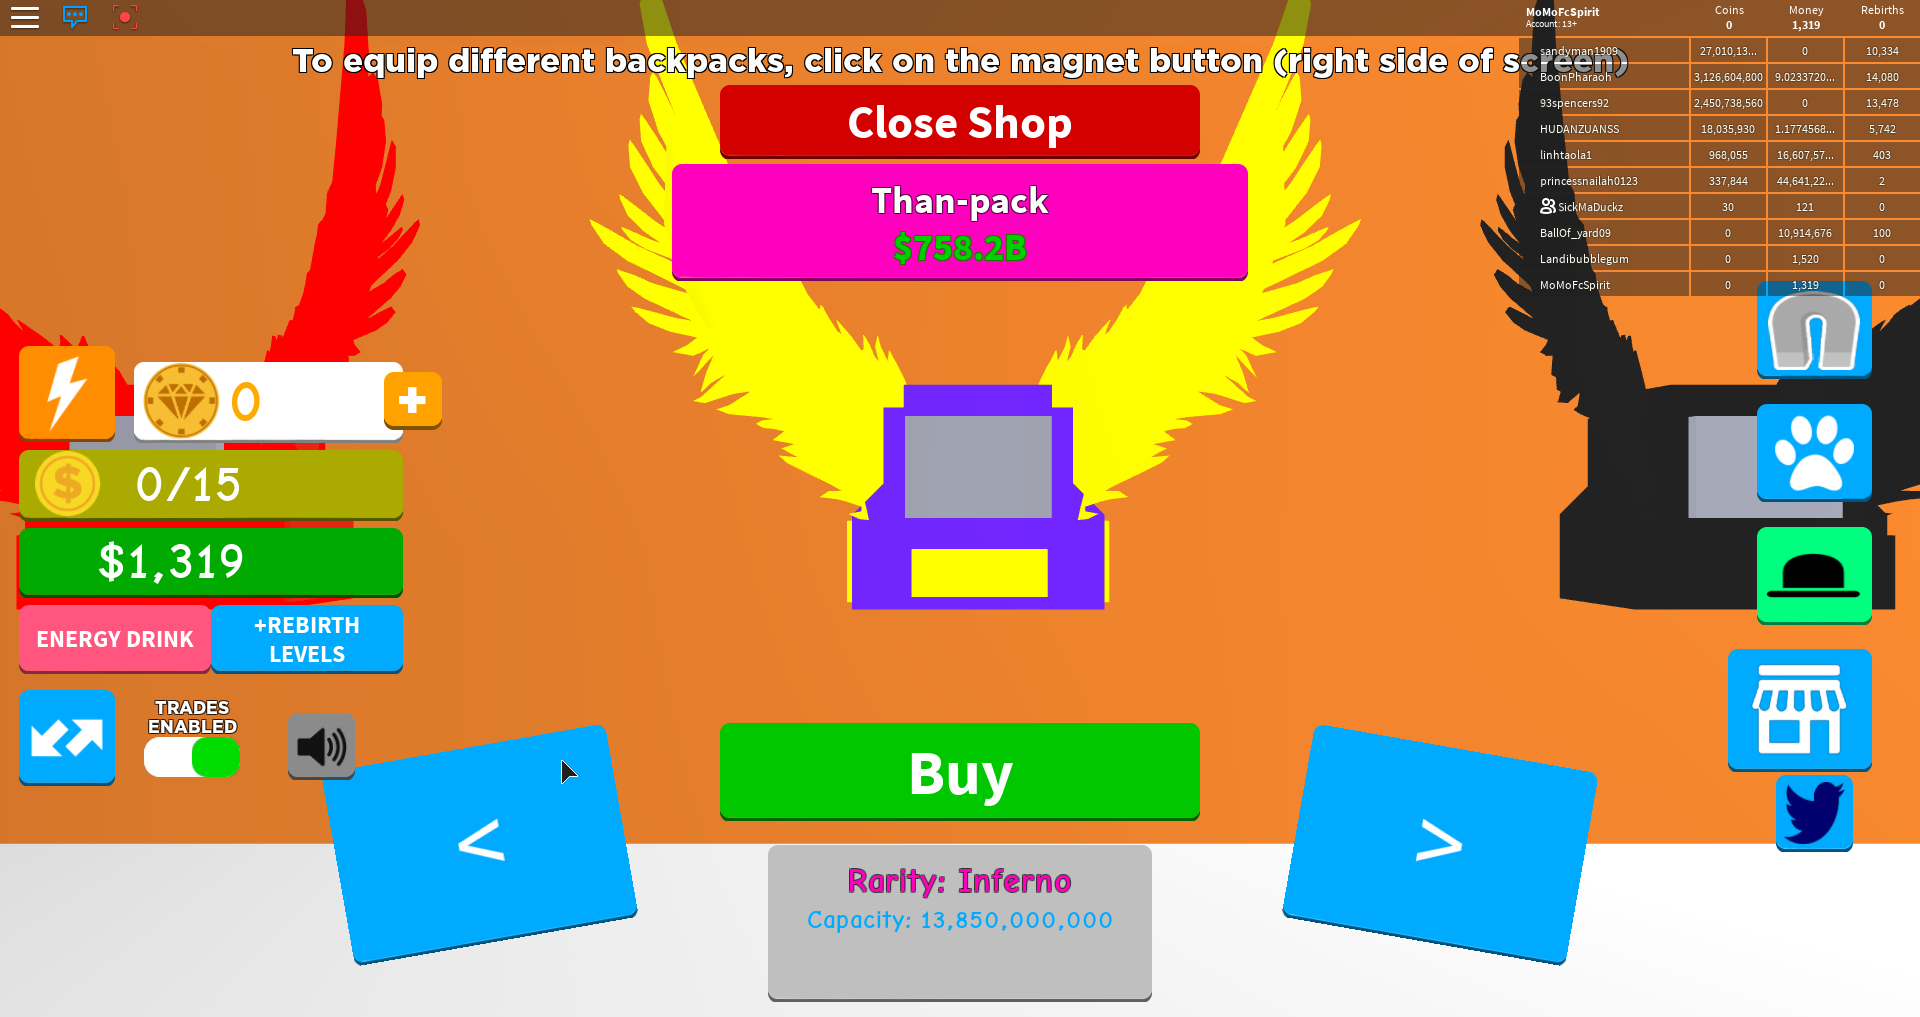 To equip different backpacks, click on the magnet button (right side of screen)
Close Shop
Than-pack
$758.2B
MoMoFcSpirit
Account: 13+
Coins Money Rebirths
0 1,319 0
sandyman1909 27,010,13... 0 10,334
BoonPharaoh 3,126,604,800 9.0233720... 14,080
93spencers92 2,450,738,560 0 13,478
HUDANZUANSS 18,035,930 1.1774568... 5,742
linhtaola1 968,055 16,607,57... 403
princessnailah0123 337,844 44,641,22... 2
SickMaDuckz 30 121 0
BallOf_yard09 0 10,914,676 100
Landibubblegum 0 1,520 0
MoMoFcSpirit 0 1,319 0
0
+
$ 0/15
$1,319
ENERGY DRINK
+REBIRTH
LEVELS
TRADES
ENABLED
<
Buy
>
Rarity: Inferno
Capacity: 13,850,000,000